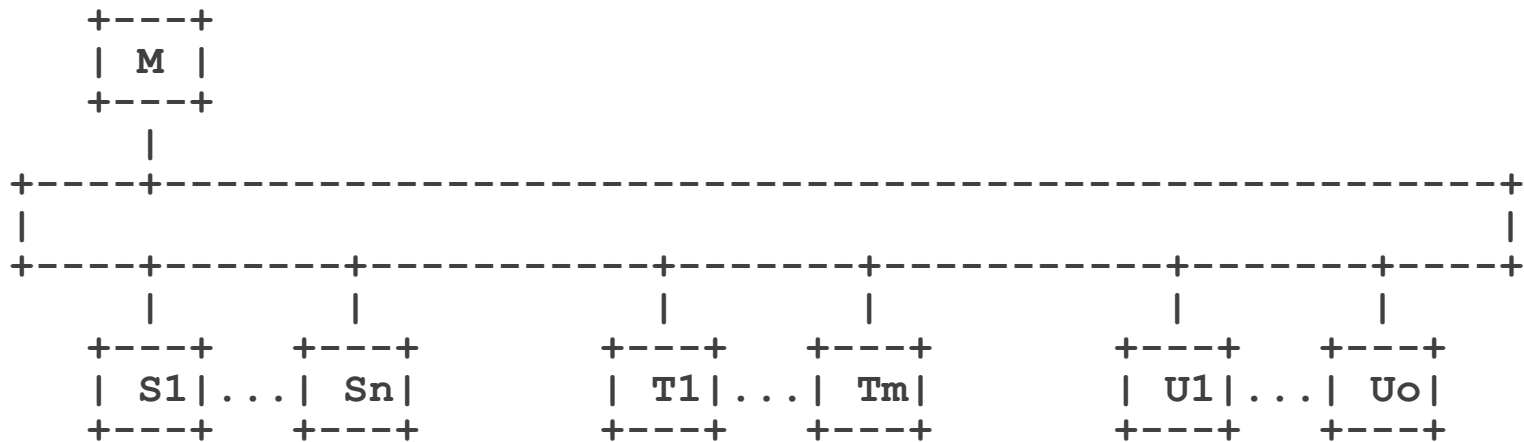 +---+
    | M |
    +---+
      |
+-----+----------------------------------------------------+
|                                                          |
+-----+-------+-----------+-------+-----------+-------+----+
      |       |           |       |           |       |
    +---+   +---+       +---+   +---+       +---+   +---+
    | S1|...| Sn|       | T1|...| Tm|       | U1|...| Uo|
    +---+   +---+       +---+   +---+       +---+   +---+